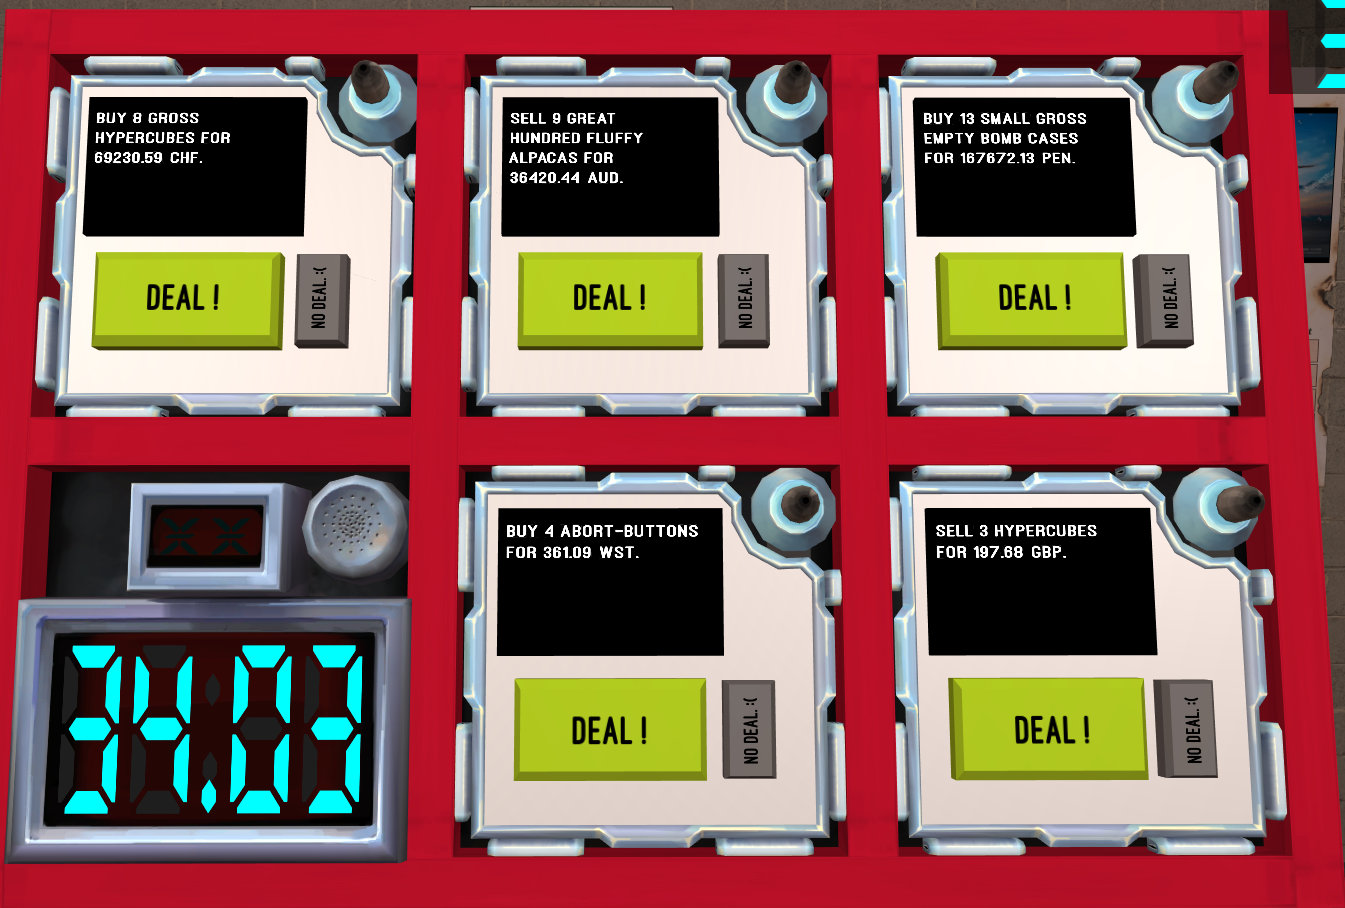 BUY 8 GROSS
HYPERCUBES FOR
69230.59 CHF.
DEAL!
NO DEAL. :(
SELL 9 GREAT
HUNDRED FLUFFY
ALPACAS FOR
36420.44 AUD.
DEAL!
NO DEAL. :(
BUY 13 SMALL GROSS
EMPTY BOMB CASES
FOR 167672.13 PEN.
DEAL!
NO DEAL. :(
34.03
BUY 4 ABORT-BUTTONS
FOR 361.09 WST.
DEAL!
NO DEAL. :(
SELL 3 HYPERCUBES
FOR 197.68 GBP.
DEAL!
NO DEAL. :(